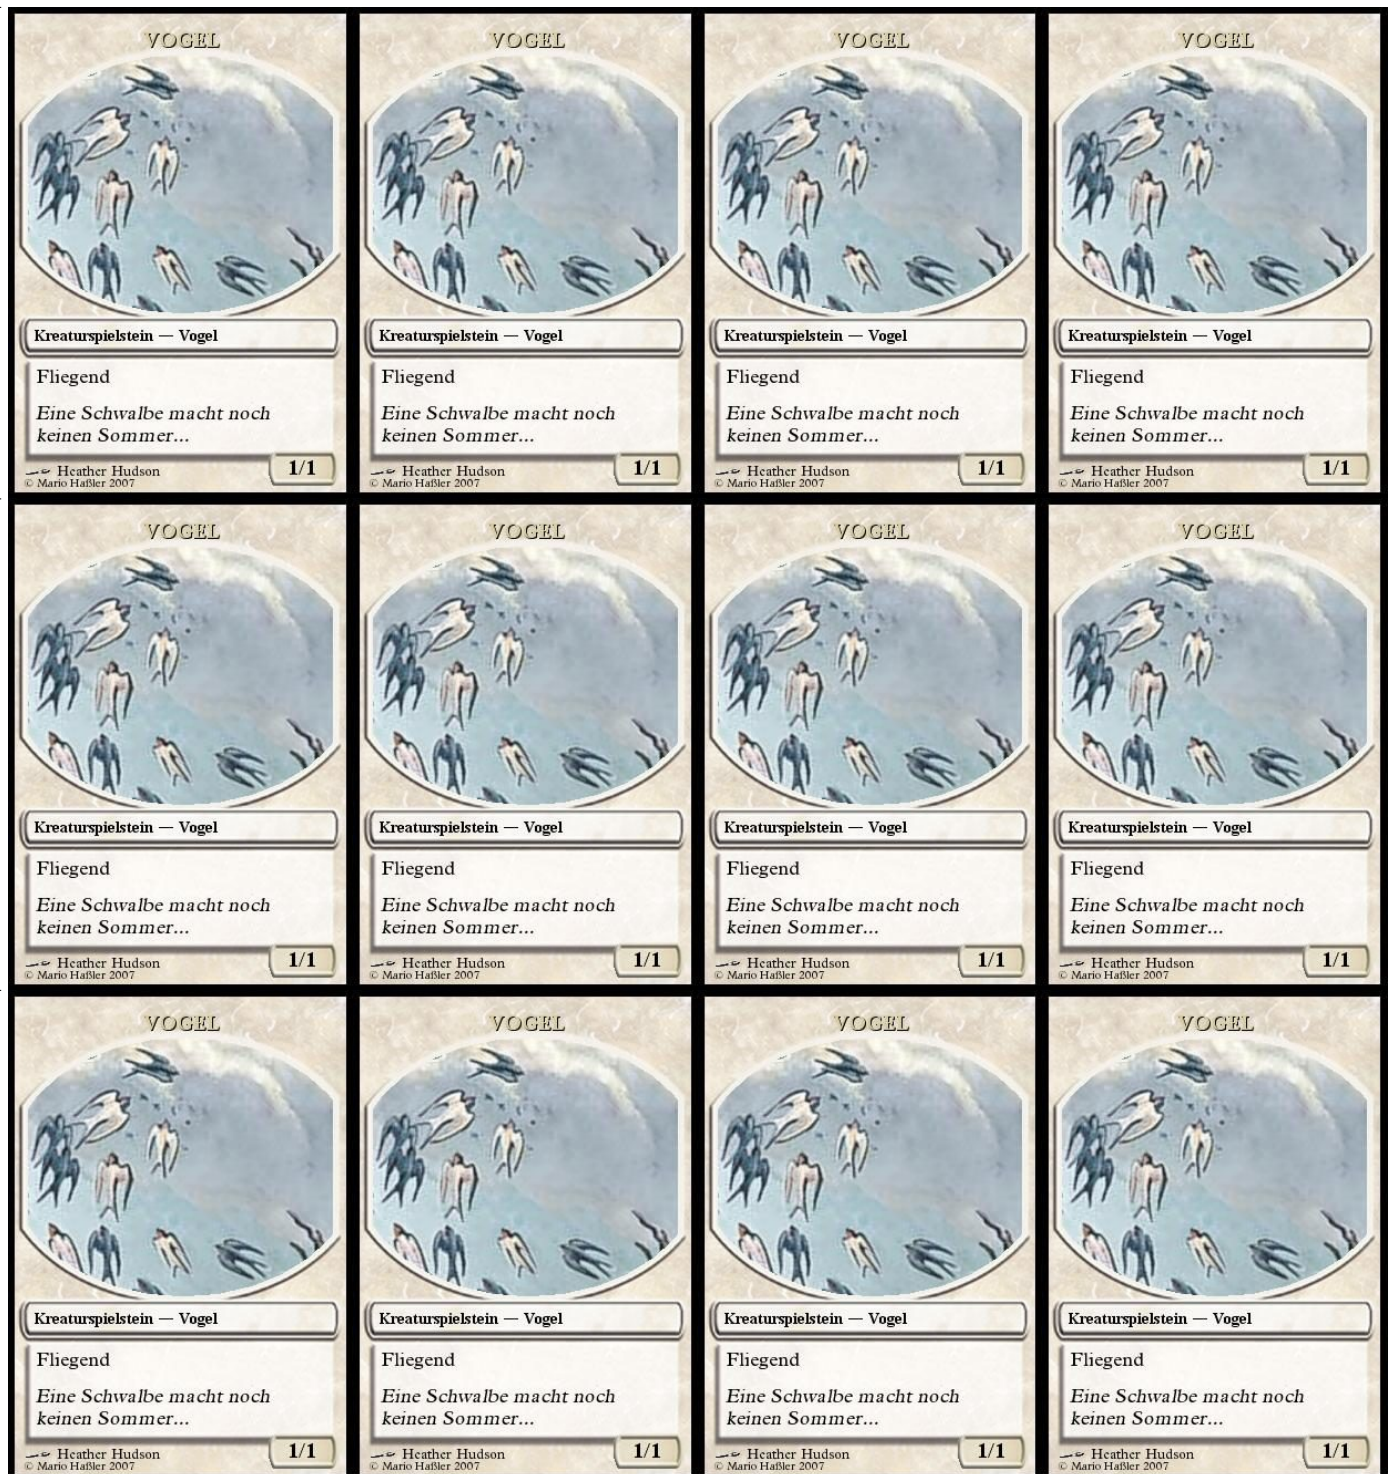 VOGEL
Kreaturspielstein — Vogel
Fliegend
Eine Schwalbe macht noch
keinen Sommer...
Heather Hudson
1/1
© Mario Haßler 2007
VOGEL
Kreaturspielstein — Vogel
Fliegend
Eine Schwalbe macht noch
keinen Sommer...
Heather Hudson
1/1
© Mario Haßler 2007
VOGEL
Kreaturspielstein — Vogel
Fliegend
Eine Schwalbe macht noch
keinen Sommer...
Heather Hudson
1/1
© Mario Haßler 2007
VOGEL
Kreaturspielstein — Vogel
Fliegend
Eine Schwalbe macht noch
keinen Sommer...
Heather Hudson
1/1
© Mario Haßler 2007
VOGEL
Kreaturspielstein — Vogel
Fliegend
Eine Schwalbe macht noch
keinen Sommer...
Heather Hudson
1/1
© Mario Haßler 2007
VOGEL
Kreaturspielstein — Vogel
Fliegend
Eine Schwalbe macht noch
keinen Sommer...
Heather Hudson
1/1
© Mario Haßler 2007
VOGEL
Kreaturspielstein — Vogel
Fliegend
Eine Schwalbe macht noch
keinen Sommer...
Heather Hudson
1/1
© Mario Haßler 2007
VOGEL
Kreaturspielstein — Vogel
Fliegend
Eine Schwalbe macht noch
keinen Sommer...
Heather Hudson
1/1
© Mario Haßler 2007
VOGEL
Kreaturspielstein — Vogel
Fliegend
Eine Schwalbe macht noch
keinen Sommer...
Heather Hudson
1/1
© Mario Haßler 2007
VOGEL
Kreaturspielstein — Vogel
Fliegend
Eine Schwalbe macht noch
keinen Sommer...
Heather Hudson
1/1
© Mario Haßler 2007
VOGEL
Kreaturspielstein — Vogel
Fliegend
Eine Schwalbe macht noch
keinen Sommer...
Heather Hudson
1/1
© Mario Haßler 2007
VOGEL
Kreaturspielstein — Vogel
Fliegend
Eine Schwalbe macht noch
keinen Sommer...
Heather Hudson
1/1
© Mario Haßler 2007